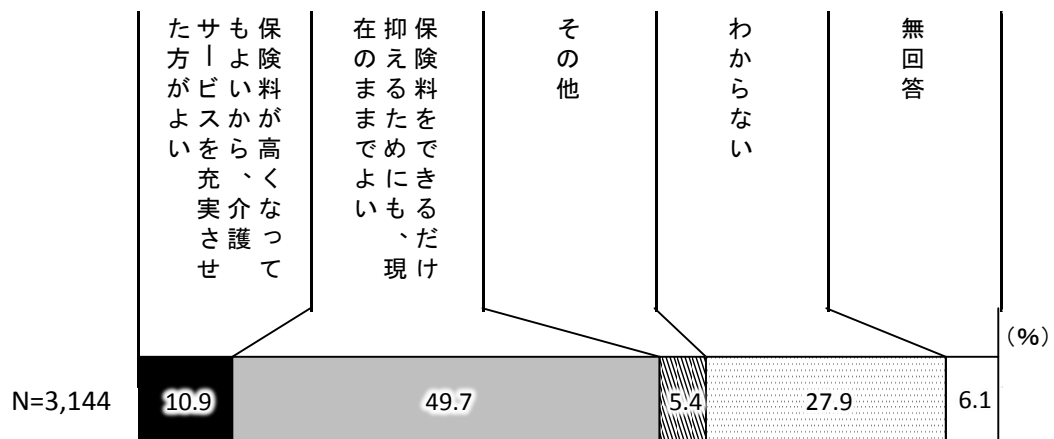 保険料が高くなって
もよいから、介護
サービスを充実させ
た方がよい
保険料をできるだけ
抑えるためにも、現
在のままでよい
その他
わからない
無回答
(%)
N=3,144
10.9
49.7
5.4
27.9
6.1